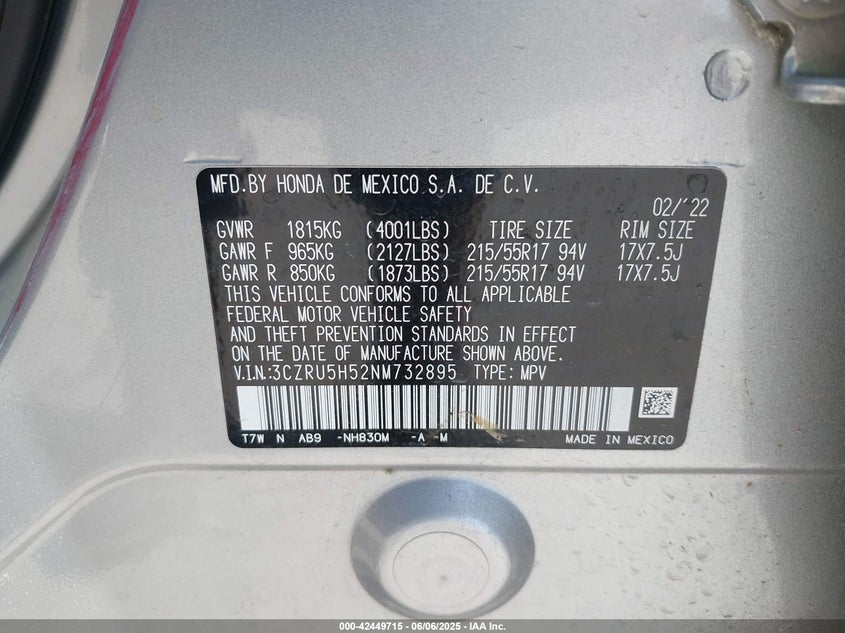 MFD.BY HONDA DE MEXICO S.A. DE C.V.
02/'22
GVWR 1815KG (4001LBS) TIRE SIZE RIM SIZE
GAWR F 965KG (2127LBS) 215/55R17 94V 17X7.5J
GAWR R 850KG (1873LBS) 215/55R17 94V 17X7.5J
THIS VEHICLE CONFORMS TO ALL APPLICABLE
FEDERAL MOTOR VEHICLE SAFETY
AND THEFT PREVENTION STANDARDS IN EFFECT
ON THE DATE OF MANUFACTURE SHOWN ABOVE.
V.I.N.:3CZRU5H52NM732895 TYPE: MPV
T7W N AB9 -NH830M -A -M MADE IN MEXICO
000-42449715 - 06/06/2025 - IAA Inc.